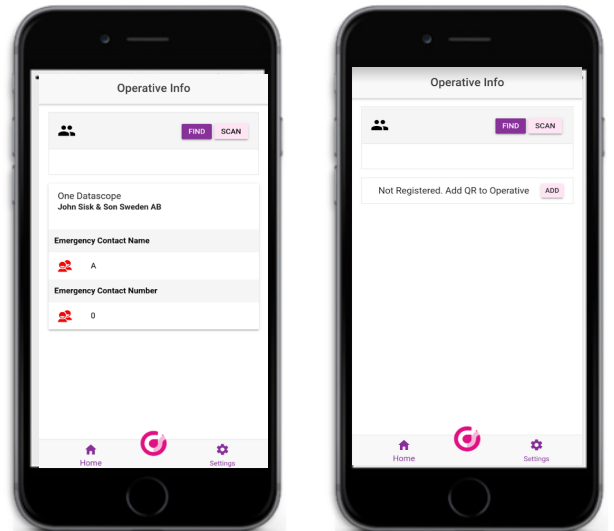 Operative Info
FIND SCAN
One Datascope
John Sisk & Son Sweden AB
Emergency Contact Name
A
Emergency Contact Number
0
Home
Settings
Operative Info
FIND SCAN
Not Registered. Add QR to Operative ADD
Home
Settings